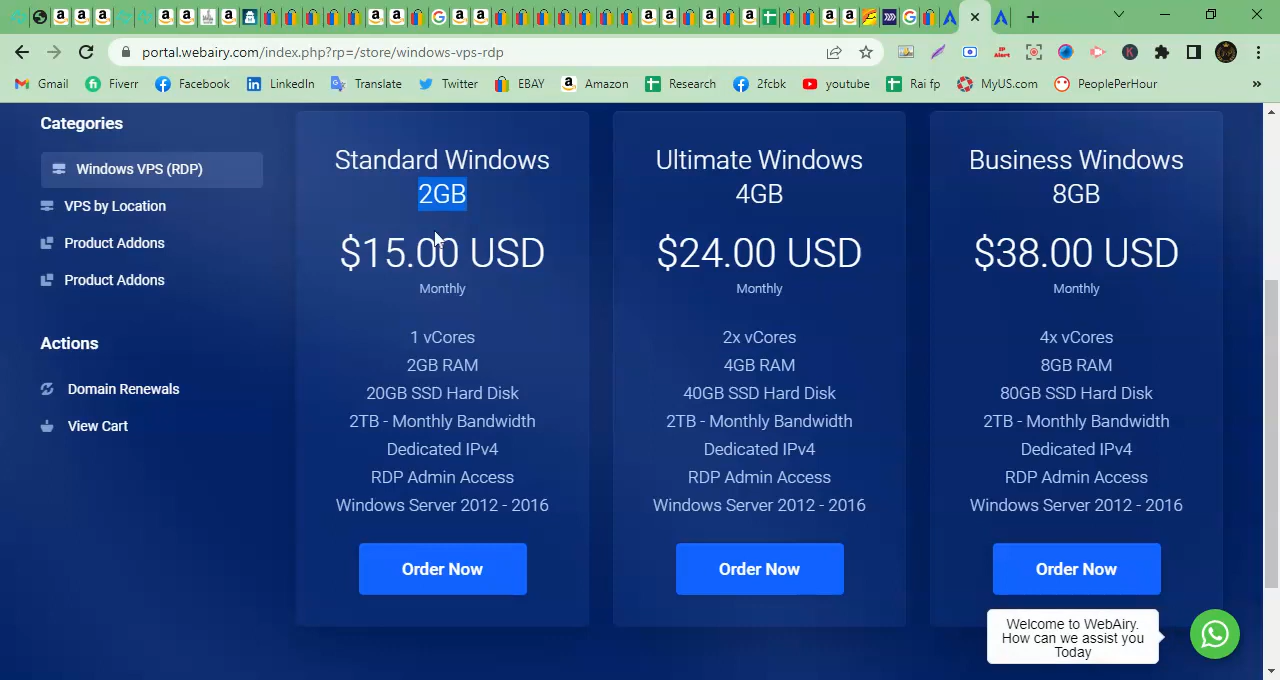 portal.webairy.com/index.php?rp=/store/windows-vps-rdp
Gmail
Fiverr
Facebook
LinkedIn
Translate
Twitter
EBAY
Amazon
Research
2fcbk
youtube
Rai fp
MyUS.com
PeoplePerHour
»
Categories
Windows VPS (RDP)
VPS by Location
Product Addons
Product Addons
Actions
Domain Renewals
View Cart
Standard Windows
2GB
$15.00 USD
Monthly
1 vCores
2GB RAM
20GB SSD Hard Disk
2TB - Monthly Bandwidth
Dedicated IPv4
RDP Admin Access
Windows Server 2012 - 2016
Order Now
Ultimate Windows
4GB
$24.00 USD
Monthly
2x vCores
4GB RAM
40GB SSD Hard Disk
2TB - Monthly Bandwidth
Dedicated IPv4
RDP Admin Access
Windows Server 2012 - 2016
Order Now
Business Windows
8GB
$38.00 USD
Monthly
4x vCores
8GB RAM
80GB SSD Hard Disk
2TB - Monthly Bandwidth
Dedicated IPv4
RDP Admin Access
Windows Server 2012 - 2016
Order Now
Welcome to WebAiry.
How can we assist you
Today